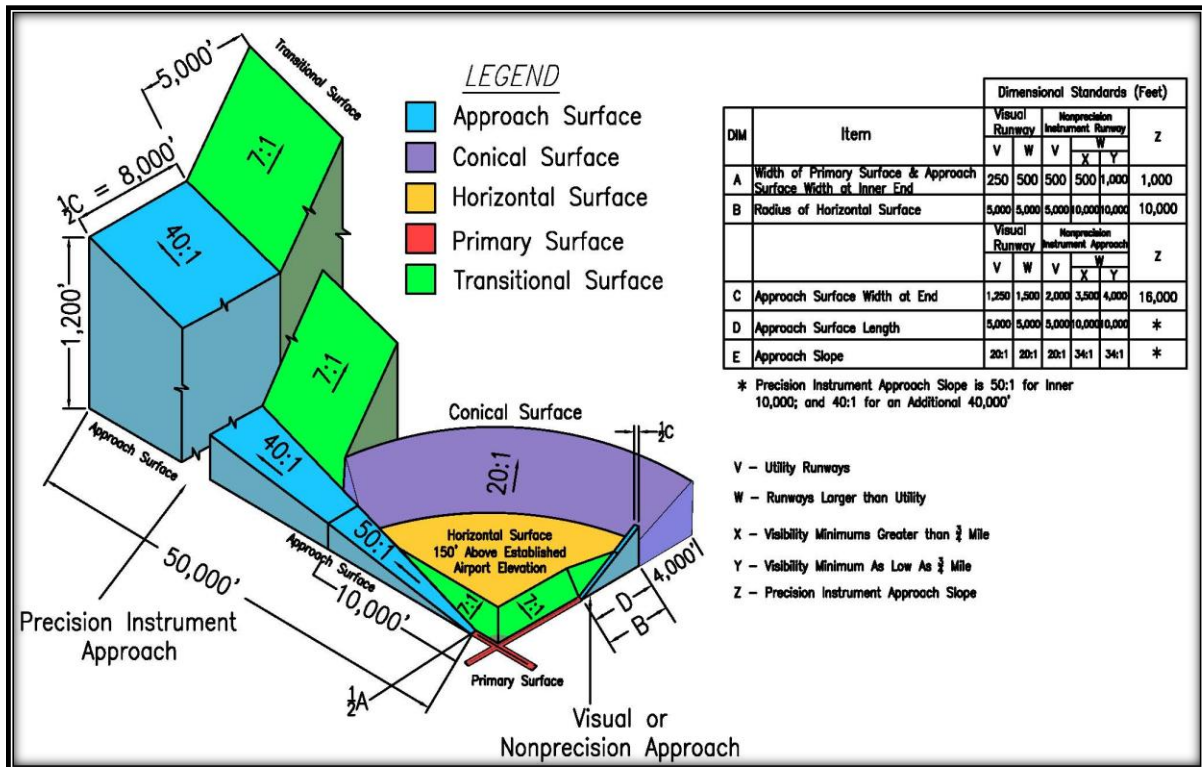 5,000'
Transitional Surface
7:1
½C = 8,000'
40:1
1,200'
Approach Surface
50,000'
Precision Instrument
Approach
LEGEND
Approach Surface
Conical Surface
Horizontal Surface
Primary Surface
Transitional Surface
7:1
40:1
50:1
Approach Surface
10,000'
½A
Conical Surface
20:1
½C
Horizontal Surface
150' Above Established
Airport Elevation
7:1
7:1
4,000'
D
B
Primary Surface
Visual or
Nonprecision Approach
Dimensional Standards (Feet)
DIM Item Visual Runway Nonprecision Instrument Runway Z
V W V W
X Y
A Width of Primary Surface & Approach Surface Width at Inner End 250 500 500 500 1,000 1,000
B Radius of Horizontal Surface 5,000 5,000 5,000 10,000 10,000 10,000
Visual Runway Nonprecision Instrument Approach Z
V W V W
X Y
C Approach Surface Width at End 1,250 1,500 2,000 3,500 4,000 16,000
D Approach Surface Length 5,000 5,000 5,000 10,000 10,000 *
E Approach Slope 20:1 20:1 20:1 34:1 34:1 *
* Precision Instrument Approach Slope is 50:1 for Inner
10,000; and 40:1 for an Additional 40,000'
V – Utility Runways
W – Runways Larger than Utility
X – Visibility Minimums Greater than ¾ Mile
Y – Visibility Minimum As Low As ¾ Mile
Z – Precision Instrument Approach Slope